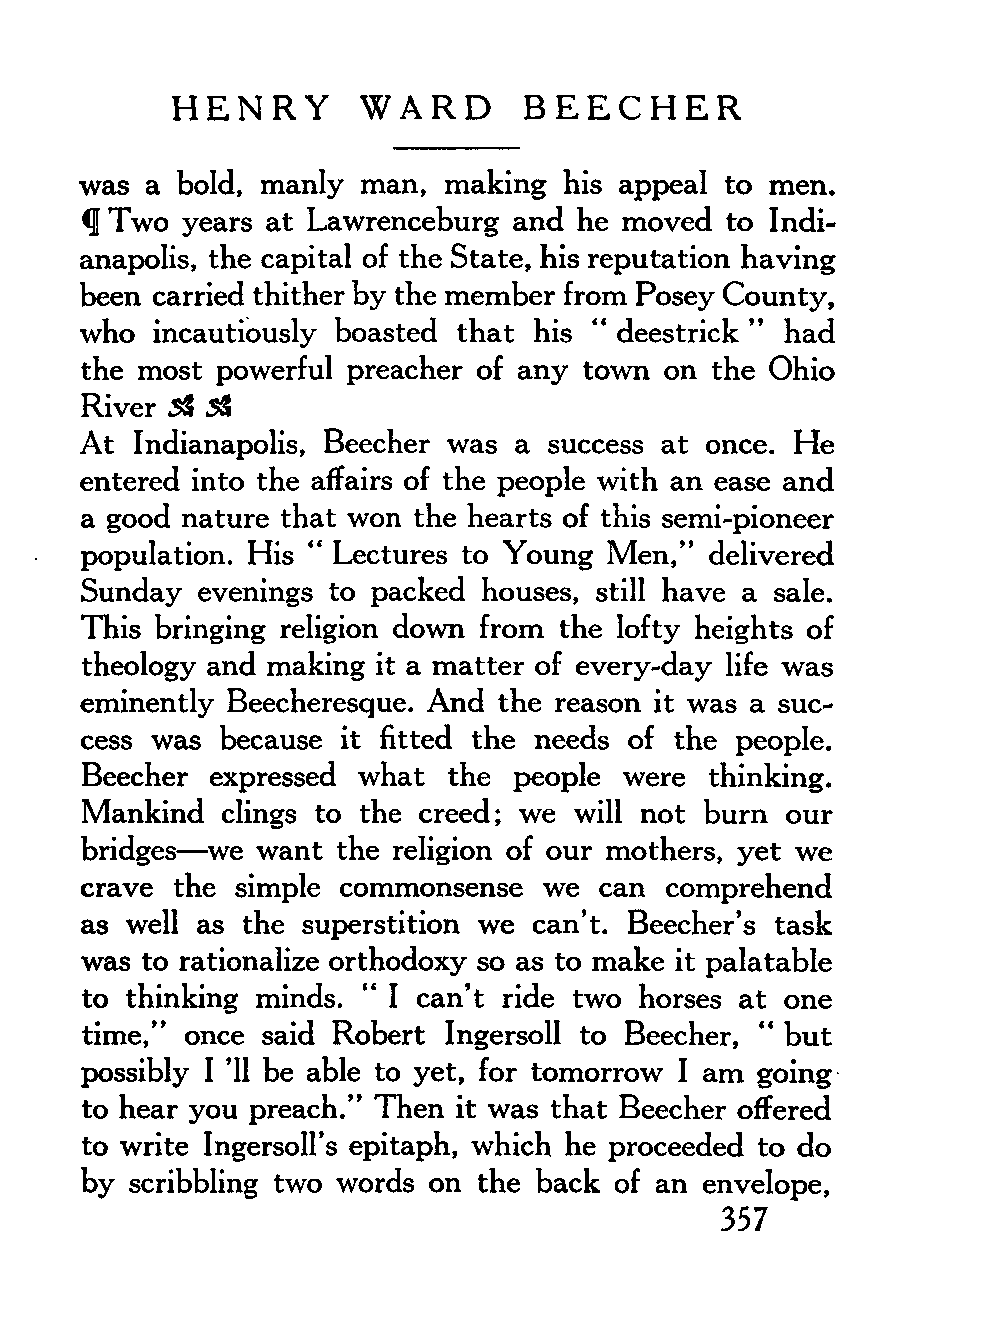 HENRY WARD BEECHER
was a bold, manly man, making his appeal to men.
¶ Two years at Lawrenceburg and he moved to Indi-
anapolis, the capital of the State, his reputation having
been carried thither by the member from Posey County,
who incautiously boasted that his “ deestrick ” had
the most powerful preacher of any town on the Ohio
River
At Indianapolis, Beecher was a success at once. He
entered into the affairs of the people with an ease and
a good nature that won the hearts of this semi-pioneer
population. His “ Lectures to Young Men,” delivered
Sunday evenings to packed houses, still have a sale.
This bringing religion down from the lofty heights of
theology and making it a matter of every-day life was
eminently Beecheresque. And the reason it was a suc-
cess was because it fitted the needs of the people.
Beecher expressed what the people were thinking.
Mankind clings to the creed; we will not burn our
bridges—we want the religion of our mothers, yet we
crave the simple commonsense we can comprehend
as well as the superstition we can't. Beecher's task
was to rationalize orthodoxy so as to make it palatable
to thinking minds. “ I can't ride two horses at one
time,” once said Robert Ingersoll to Beecher, “ but
possibly I 'll be able to yet, for tomorrow I am going
to hear you preach.” Then it was that Beecher offered
to write Ingersoll's epitaph, which he proceeded to do
by scribbling two words on the back of an envelope,
357